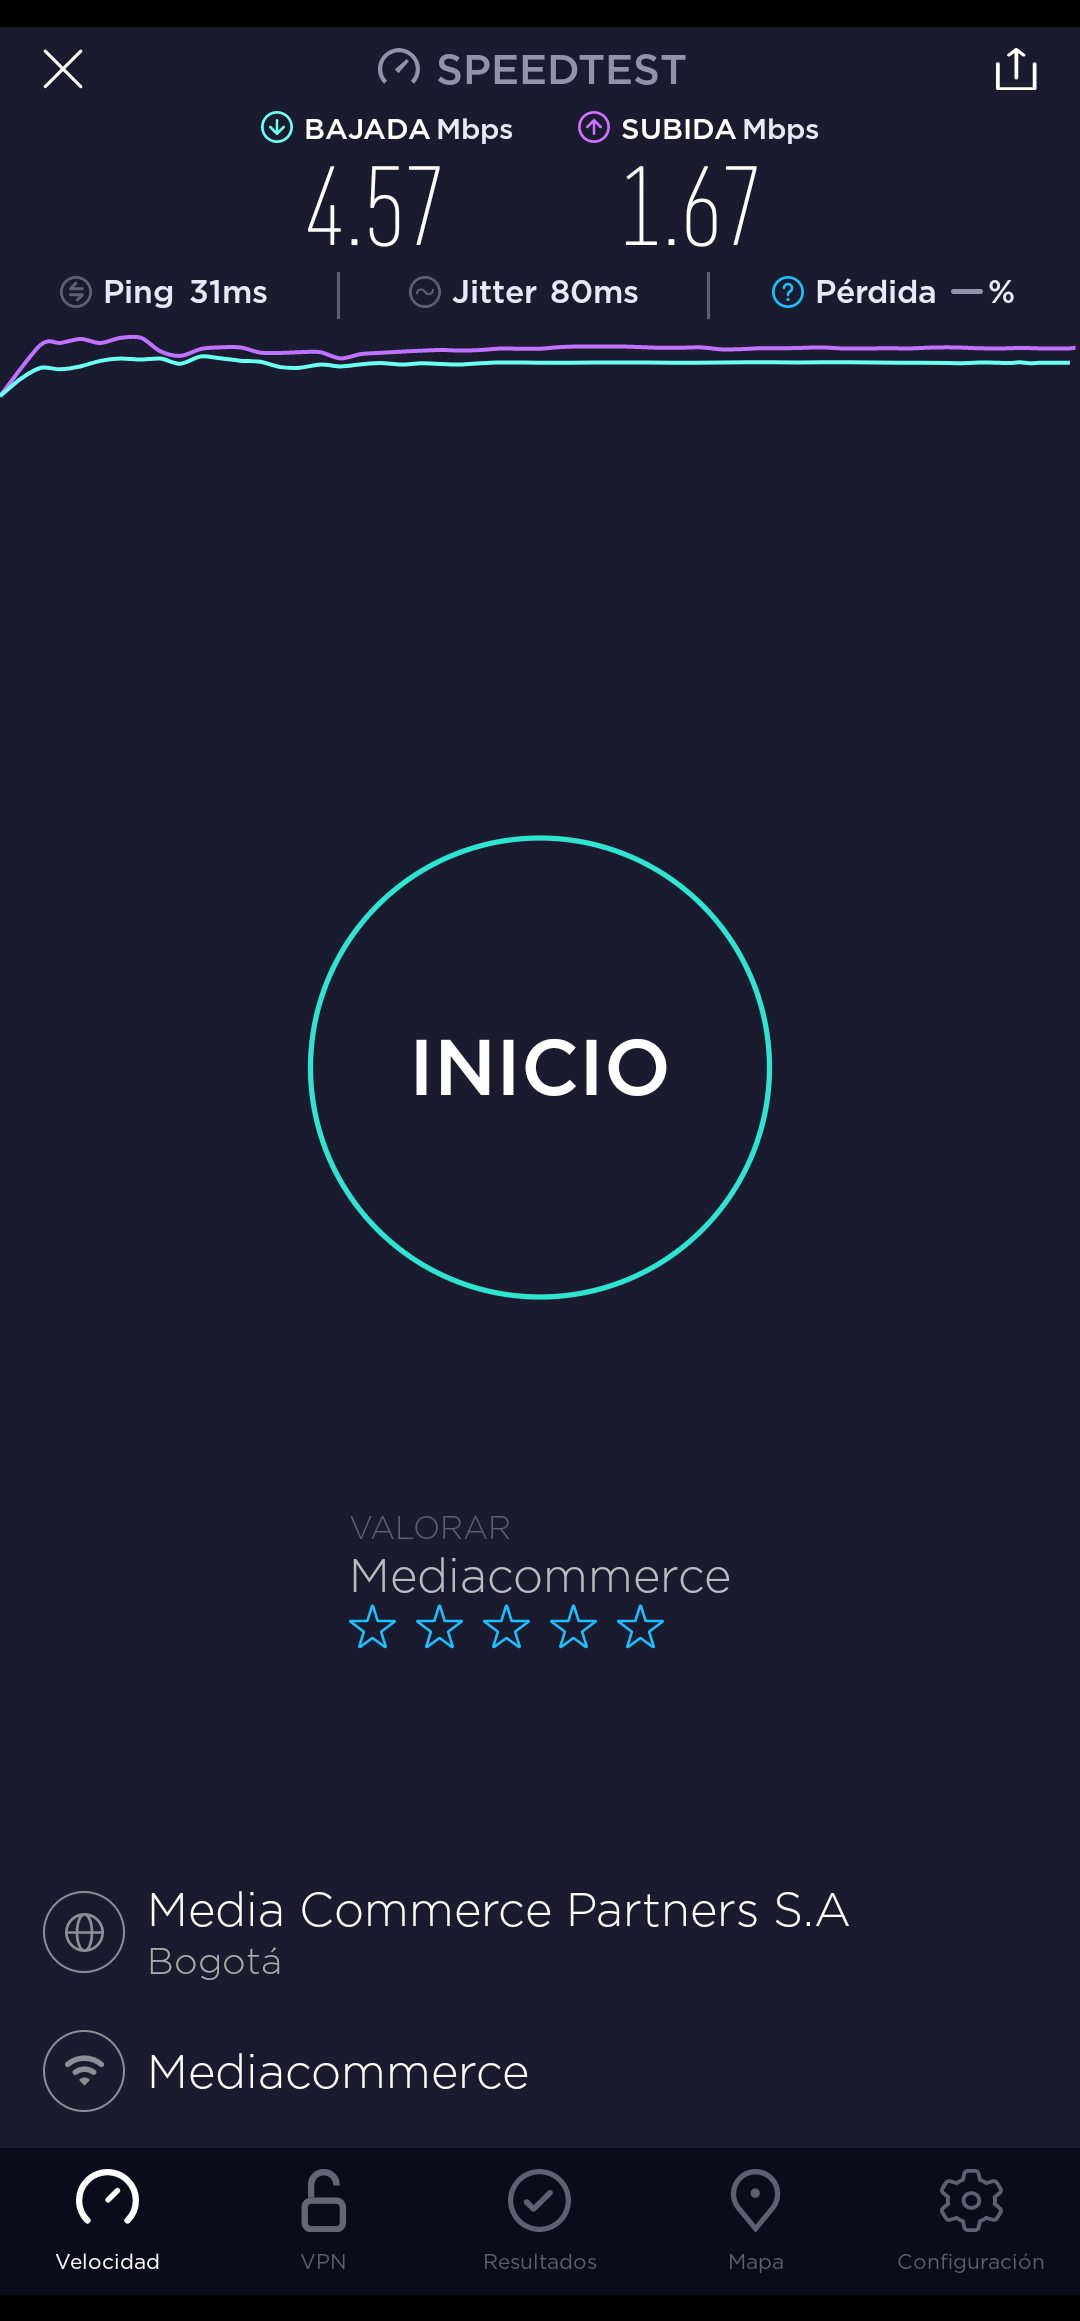 SPEEDTEST
BAJADA Mbps
SUBIDA Mbps
4.57
1.67
Ping 31ms
Jitter 80ms
Pérdida —%
INICIO
VALORAR
Mediacommerce
Media Commerce Partners S.A
Bogotá
Mediacommerce
Velocidad
VPN
Resultados
Mapa
Configuración